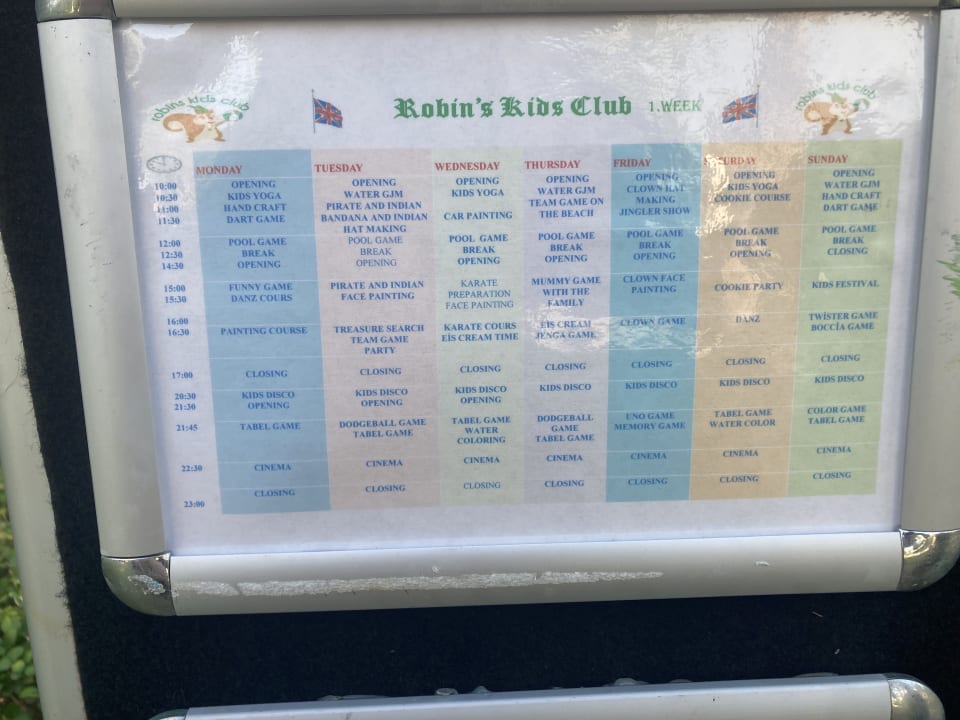 robins kids club
Robin's Kids Club 1.WEEK
robins kids club
MONDAY TUESDAY WEDNESDAY THURSDAY FRIDAY SATURDAY SUNDAY
10:00
10:30
11:00
11:30
12:00
12:30
14:30
15:00
15:30
16:00
16:30
17:00
20:30
21:30
21:45
22:30
23:00
OPENING
KIDS YOGA
HAND CRAFT
DART GAME
POOL GAME
BREAK
OPENING
FUNNY GAME
DANZ COURS
PAINTING COURSE
CLOSING
KIDS DISCO
OPENING
TABEL GAME
CINEMA
CLOSING
OPENING
WATER GJM
PIRATE AND INDIAN
BANDANA AND INDIAN
HAT MAKING
POOL GAME
BREAK
OPENING
PIRATE AND INDIAN
FACE PAINTING
TREASURE SEARCH
TEAM GAME
PARTY
CLOSING
KIDS DISCO
OPENING
DODGEBALL GAME
TABEL GAME
CINEMA
CLOSING
OPENING
KIDS YOGA
CAR PAINTING
POOL GAME
BREAK
OPENING
KARATE
PREPARATION
FACE PAINTING
KARATE COURS
EİS CREAM TIME
CLOSING
KIDS DISCO
OPENING
TABEL GAME
WATER
COLORING
CINEMA
CLOSING
OPENING
WATER GJM
TEAM GAME ON
THE BEACH
POOL GAME
BREAK
OPENING
MUMMY GAME
WITH THE
FAMILY
EIS CREAM
JENGA GAME
CLOSING
KIDS DISCO
DODGEBALL
GAME
TABEL GAME
CINEMA
CLOSING
OPENING
CLOWN HAT
MAKING
JINGLER SHOW
POOL GAME
BREAK
OPENING
CLOWN FACE
PAINTING
CLOWN GAME
CLOSING
KIDS DISCO
UNO GAME
MEMORY GAME
CINEMA
CLOSING
OPENING
KIDS YOGA
COOKIE COURSE
POOL GAME
BREAK
OPENING
COOKIE PARTY
DANZ
CLOSING
KIDS DISCO
TABEL GAME
WATER COLOR
CINEMA
CLOSING
OPENING
WATER GJM
HAND CRAFT
DART GAME
POOL GAME
BREAK
CLOSING
KIDS FESTIVAL
TWİSTER GAME
BOCCİA GAME
CLOSING
KIDS DISCO
COLOR GAME
TABEL GAME
CINEMA
CLOSING